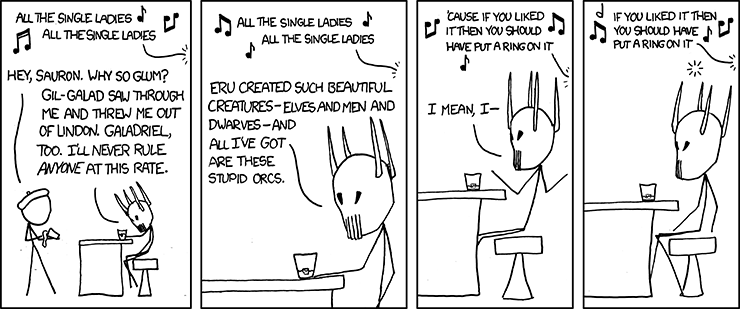 ALL THE SINGLE LADIES
ALL THE SINGLE LADIES
HEY, SAURON. WHY SO GLUM?
GIL-GALAD SAW THROUGH
ME AND THREW ME OUT
OF LINDON. GALADRIEL,
TOO. I'LL NEVER RULE
ANYONE AT THIS RATE.
ALL THE SINGLE LADIES
ALL THE SINGLE LADIES
ERU CREATED SUCH BEAUTIFUL
CREATURES—ELVES AND MEN AND
DWARVES—AND
ALL I'VE GOT
ARE THESE
STUPID ORCS.
'CAUSE IF YOU LIKED
IT THEN YOU SHOULD
HAVE PUT A RING ON IT
I MEAN, I—
IF YOU LIKED IT THEN
YOU SHOULD HAVE
PUT A RING ON IT